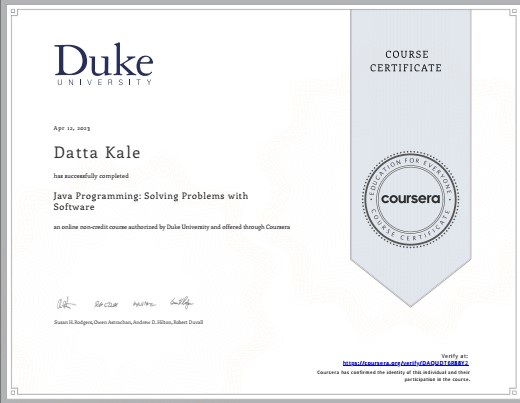 Duke
UNIVERSITY
COURSE
CERTIFICATE
Apr 12, 2023
Datta Kale
has successfully completed
Java Programming: Solving Problems with
Software
an online non-credit course authorized by Duke University and offered through Coursera
EDUCATION FOR EVERYONE
coursera
COURSE CERTIFICATE
Susan H. Rodgers, Owen Astrachan, Andrew D. Hilton, Robert Duvall
Verify at:
https://coursera.org/verify/
Coursera has confirmed the identity of this individual and their
participation in the course.